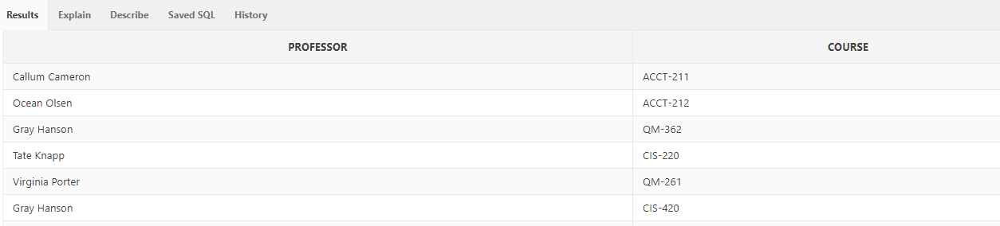 Results Explain Describe Saved SQL History
PROFESSOR COURSE
Callum Cameron ACCT-211
Ocean Olsen ACCT-212
Gray Hanson QM-362
Tate Knapp CIS-220
Virginia Porter QM-261
Gray Hanson CIS-420